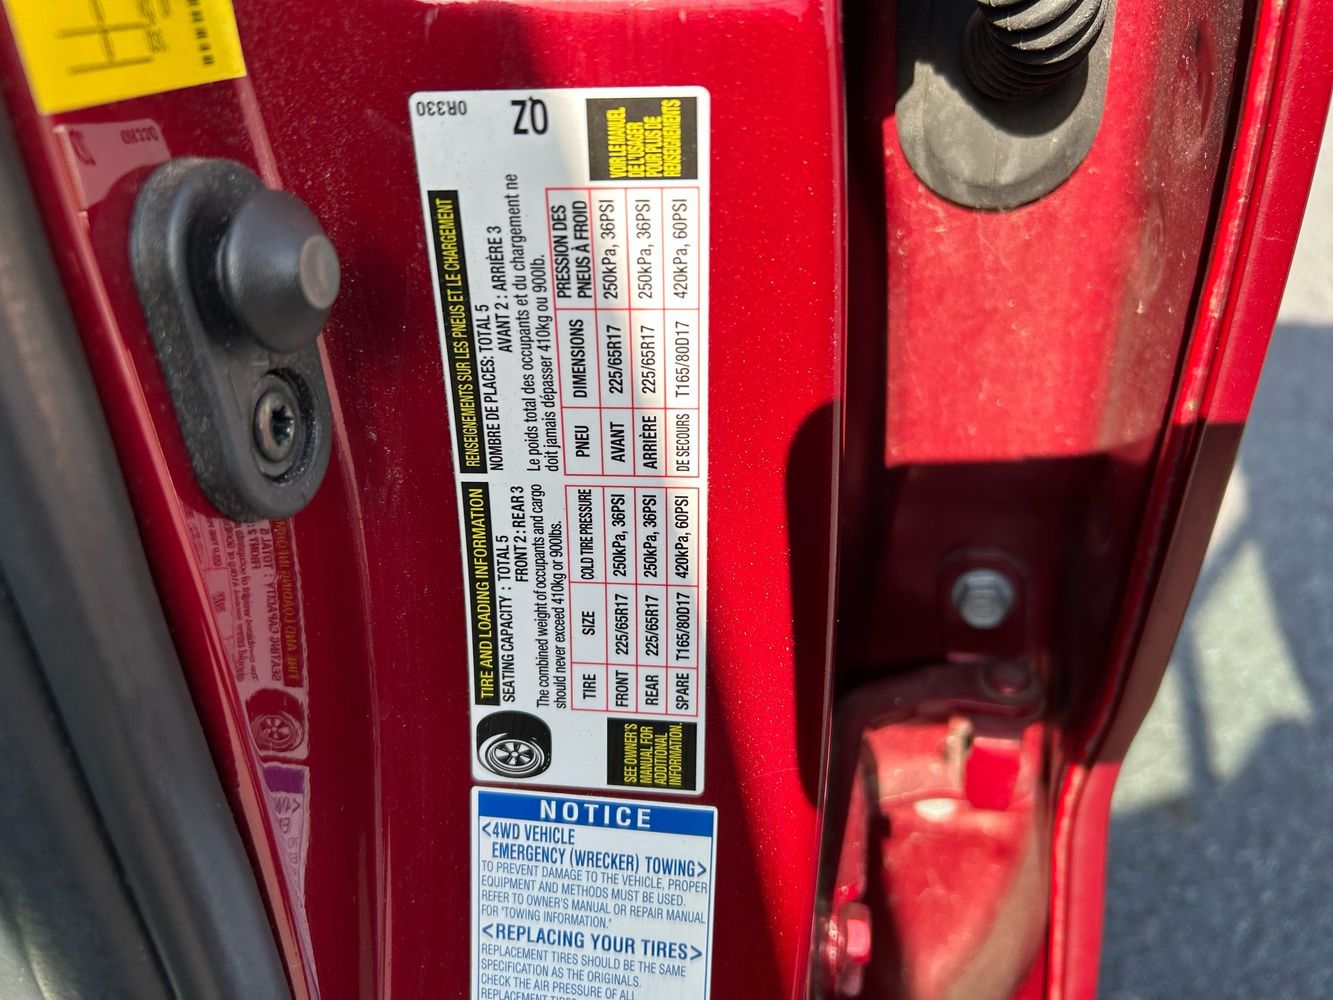 0R330
ZQ
TIRE AND LOADING INFORMATION
SEATING CAPACITY : TOTAL 5
FRONT 2 : REAR 3
The combined weight of occupants and cargo
should never exceed 410kg or 900lbs.
TIRE SIZE COLD TIRE PRESSURE
FRONT 225/65R17 250kPa, 36PSI
REAR 225/65R17 250kPa, 36PSI
SPARE T165/80D17 420kPa, 60PSI
SEE OWNER'S
MANUAL FOR
ADDITIONAL
INFORMATION.
RENSEIGNEMENTS SUR LES PNEUS ET LE CHARGEMENT
NOMBRE DE PLACES: TOTAL 5
AVANT 2 : ARRIÈRE 3
Le poids total des occupants et du chargement ne
doit jamais dépasser 410kg ou 900lb.
PNEU DIMENSIONS PRESSION DES
PNEUS À FROID
AVANT 225/65R17 250kPa, 36PSI
ARRIÈRE 225/65R17 250kPa, 36PSI
DE SECOURS T165/80D17 420kPa, 60PSI
VOIR LE MANUEL
DE L'USAGER
POUR PLUS DE
RENSEIGNEMENTS
NOTICE
<4WD VEHICLE
EMERGENCY (WRECKER) TOWING>
TO PREVENT DAMAGE TO THE VEHICLE, PROPER
EQUIPMENT AND METHODS MUST BE USED.
REFER TO OWNER'S MANUAL OR REPAIR MANUAL
FOR "TOWING INFORMATION."
<REPLACING YOUR TIRES>
REPLACEMENT TIRES SHOULD BE THE SAME
SPECIFICATION AS THE ORIGINALS.
CHECK THE AIR PRESSURE OF ALL
REPLACEMENT